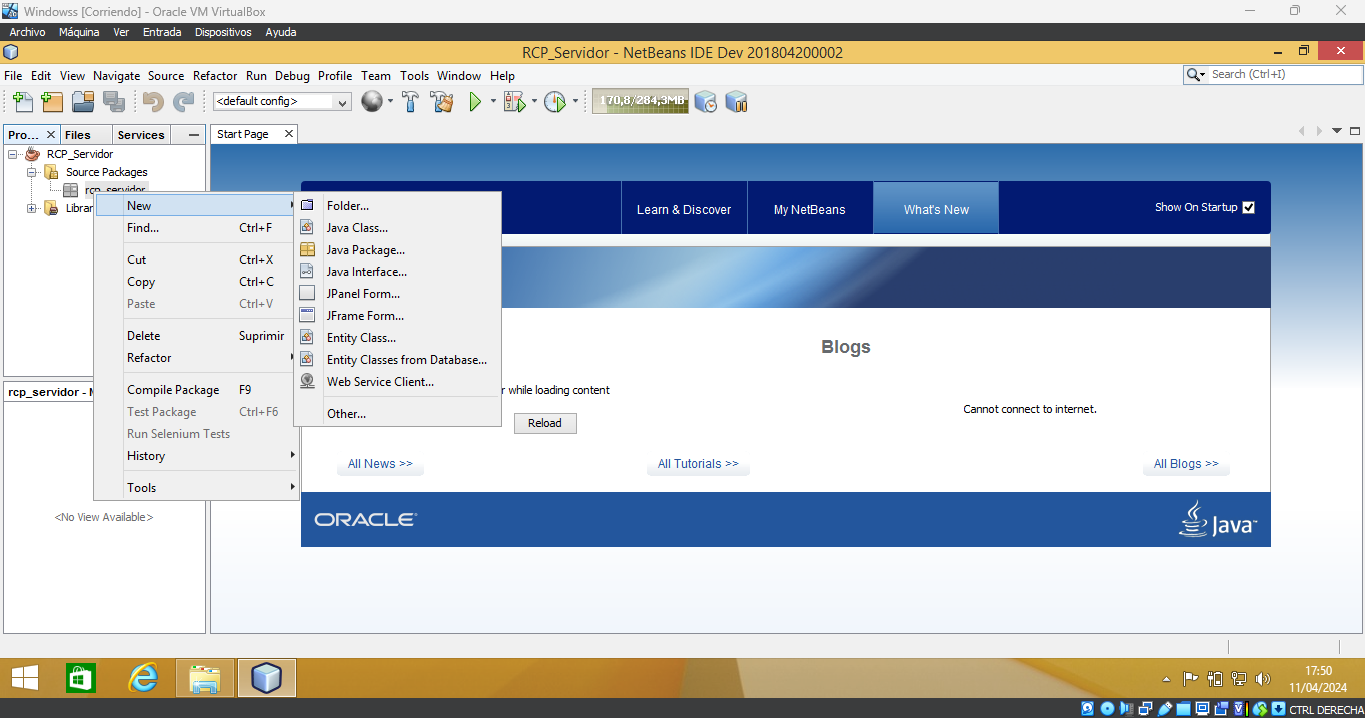 Windowss [Corriendo] - Oracle VM VirtualBox
Archivo Máquina Ver Entrada Dispositivos Ayuda
RCP_Servidor - NetBeans IDE Dev 201804200002
File Edit View Navigate Source Refactor Run Debug Profile Team Tools Window Help
Search (Ctrl+I)
<default config>
170,8/284,3MB
Pro... Files Services
Start Page
RCP_Servidor
Source Packages
rcp_servidor
Librar
New
Find... Ctrl+F
Cut Ctrl+X
Copy Ctrl+C
Paste Ctrl+V
Delete Suprimir
Refactor
Compile Package F9
Test Package Ctrl+F6
Run Selenium Tests
History
Tools
Folder...
Java Class...
Java Package...
Java Interface...
JPanel Form...
JFrame Form...
Entity Class...
Entity Classes from Database...
Web Service Client...
Other...
Learn & Discover
My NetBeans
What's New
Show On Startup
Blogs
r while loading content
Reload
Cannot connect to internet.
All News >>
All Tutorials >>
All Blogs >>
ORACLE
Java
rcp_servidor -
<No View Available>
17:50
11/04/2024
CTRL DERECHA